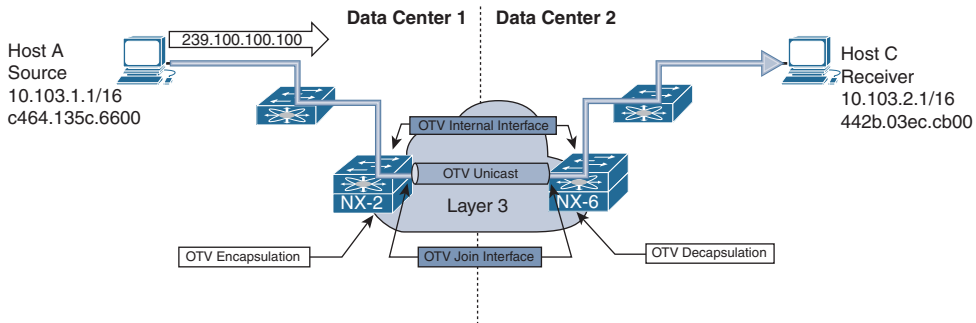 Data Center 1
Data Center 2
239.100.100.100
Host A
Source
10.103.1.1/16
c464.135c.6600
Host C
Receiver
10.103.2.1/16
442b.03ec.cb00
OTV Internal Interface
OTV Unicast
NX-2
Layer 3
NX-6
OTV Encapsulation
OTV Join Interface
OTV Decapsulation